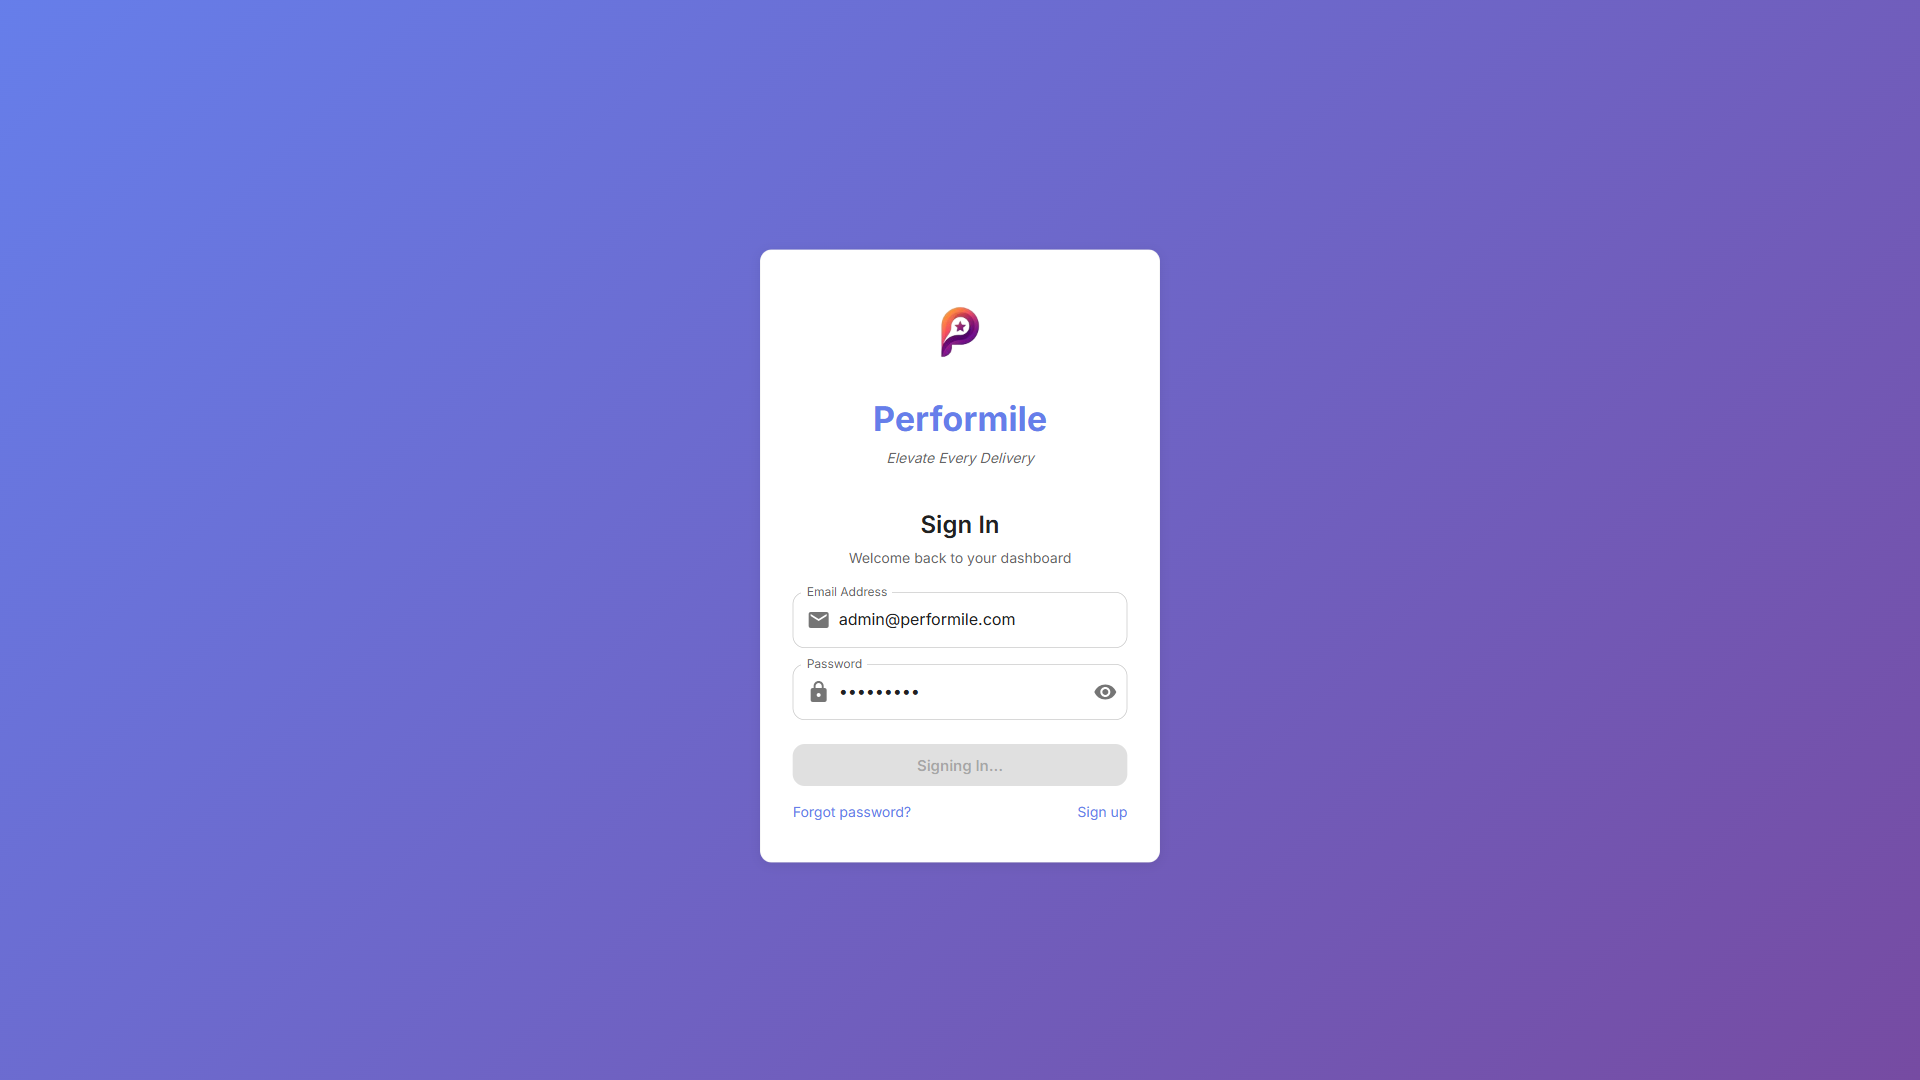 Performile
Elevate Every Delivery
Sign In
Welcome back to your dashboard
Email Address
admin@performile.com
Password
•••••••••
Signing In...
Forgot password?
Sign up